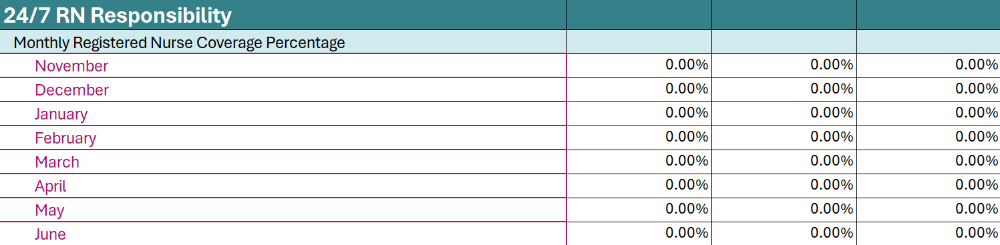 24/7 RN Responsibility
Monthly Registered Nurse Coverage Percentage
November 0.00% 0.00% 0.00%
December 0.00% 0.00% 0.00%
January 0.00% 0.00% 0.00%
February 0.00% 0.00% 0.00%
March 0.00% 0.00% 0.00%
April 0.00% 0.00% 0.00%
May 0.00% 0.00% 0.00%
June 0.00% 0.00% 0.00%